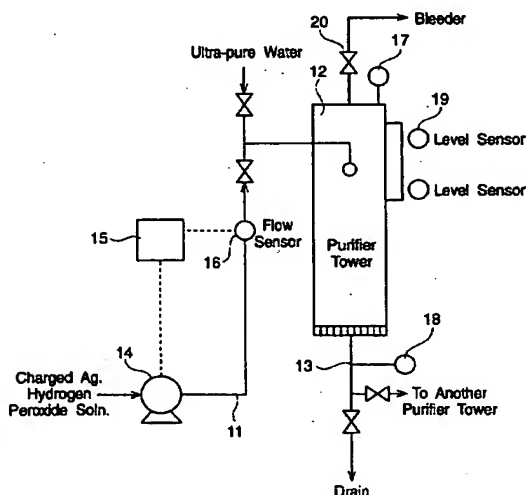 20
Bleeder
17
Ultra-pure Water
12
19
Level Sensor
Level Sensor
15
Flow
Sensor
16
Purifier
Tower
14
13
18
Charged Ag.
Hydrogen
Peroxide Soln.
11
To Another
Purifier Tower
Drain